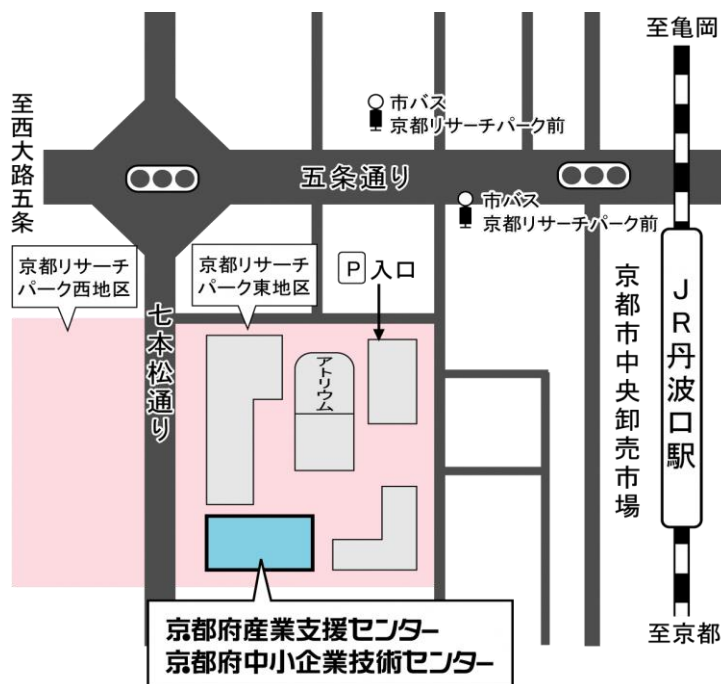 至亀岡
至西大路五条
市バス
京都リサーチパーク前
五条通り
市バス
京都リサーチパーク前
京都リサーチ
パーク西地区
京都リサーチ
パーク東地区
P 入口
七本松通り
アトリウム
京都市中央卸売市場
JR丹波口駅
京都府産業支援センター
京都府中小企業技術センター
至京都